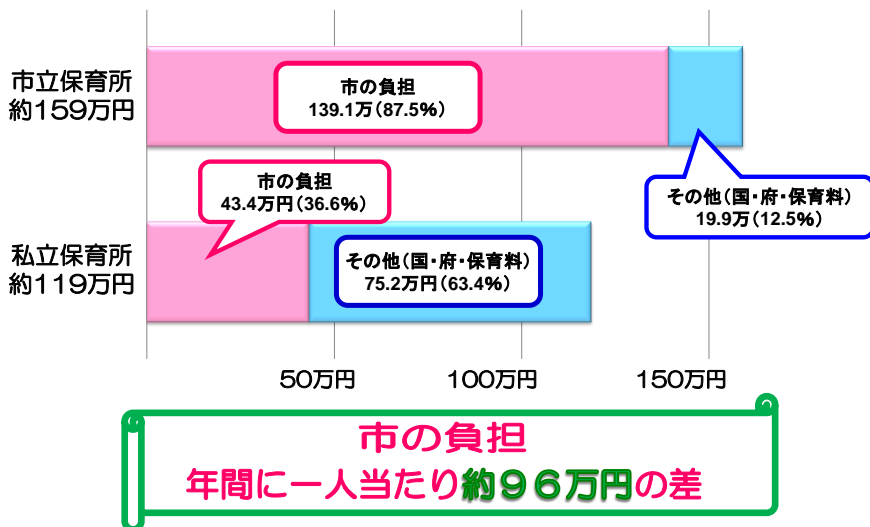 市立保育所
約159万円
市の負担
139.1万(87.5%)
その他(国・府・保育料)
19.9万(12.5%)
市の負担
43.4万円(36.6%)
私立保育所
約119万円
その他(国・府・保育料)
75.2万円(63.4%)
50万円
100万円
150万円
市の負担
年間に一人当たり約９６万円の差